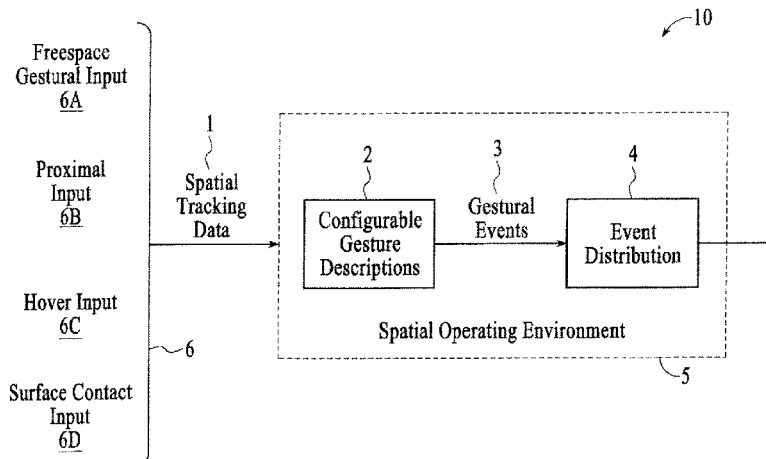 10
Freespace
Gestural Input
6A
Proximal
Input
6B
Hover Input
6C
Surface Contact
Input
6D
6
1
Spatial
Tracking
Data
2
Configurable
Gesture
Descriptions
3
Gestural
Events
4
Event
Distribution
Spatial Operating Environment
5